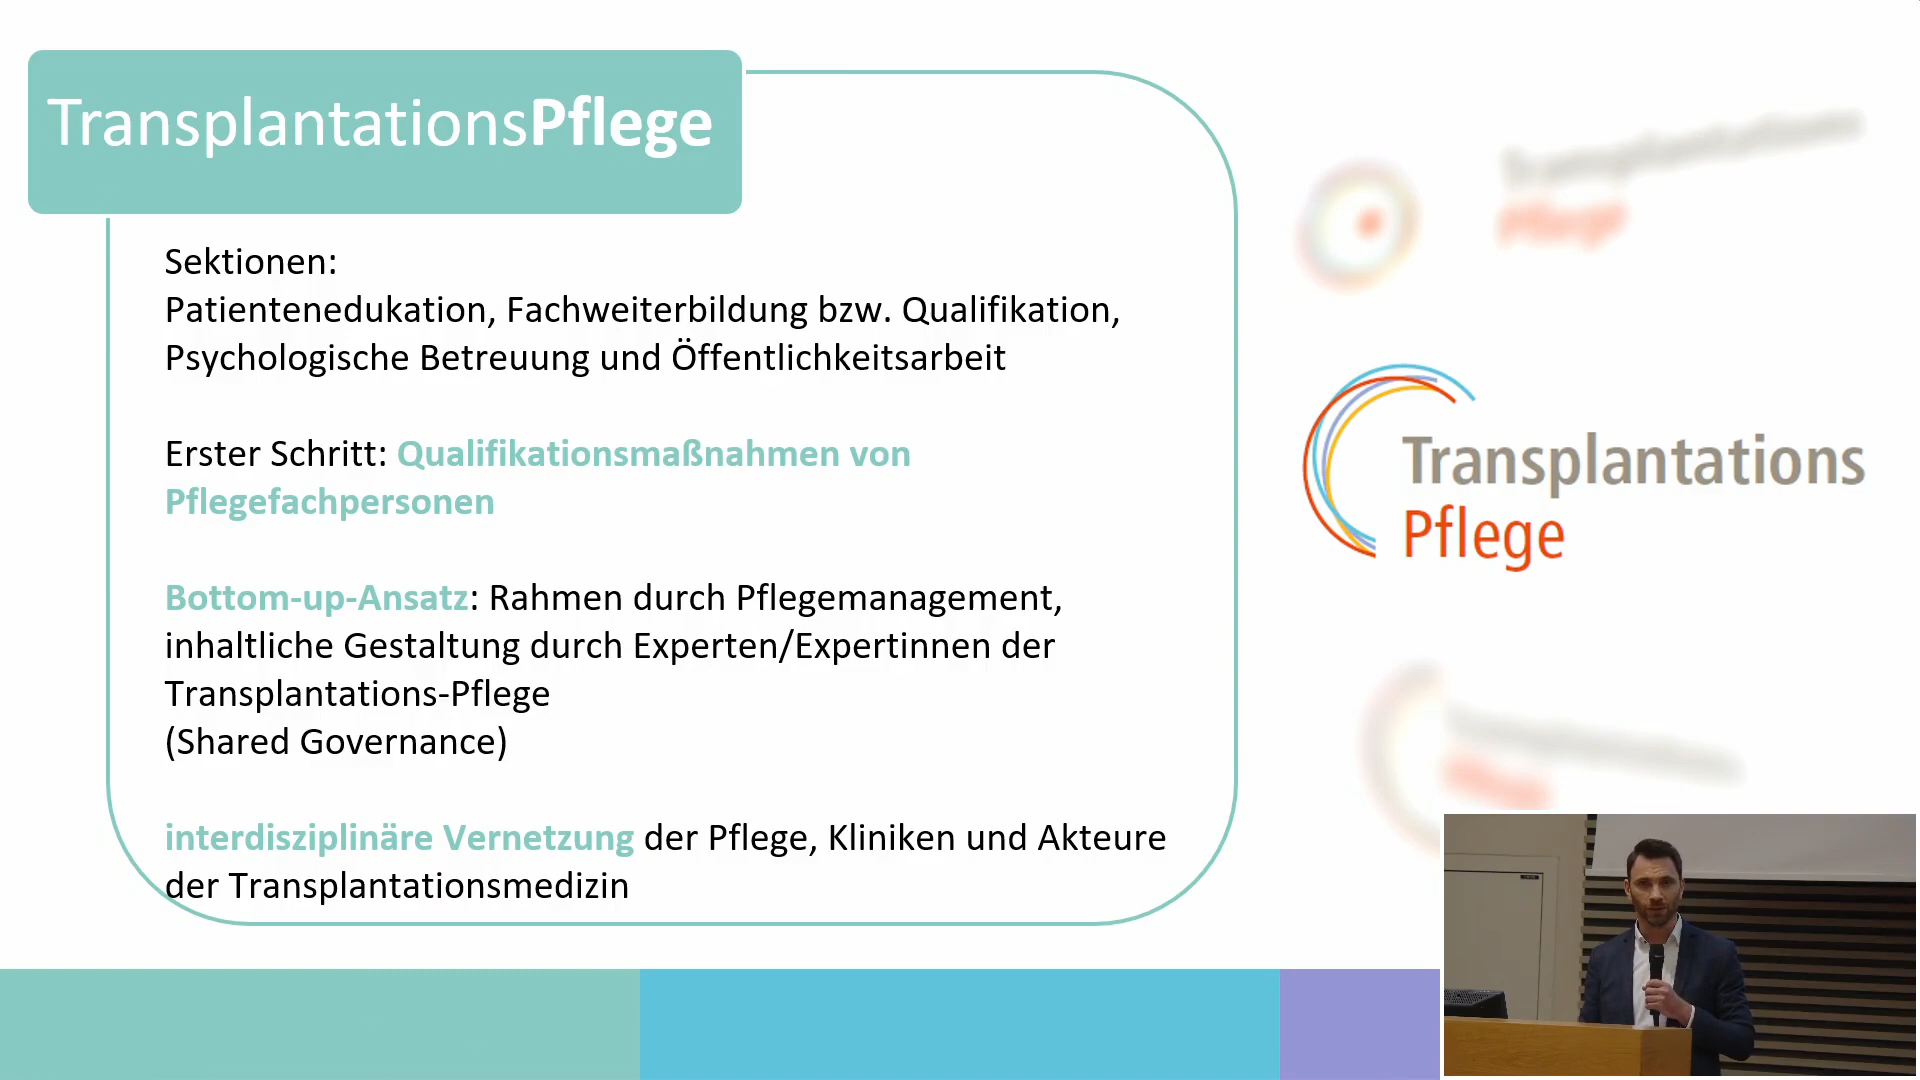 TransplantationsPflege
Sektionen:
Patientenedukation, Fachweiterbildung bzw. Qualifikation,
Psychologische Betreuung und Öffentlichkeitsarbeit
Erster Schritt: Qualifikationsmaßnahmen von
Pflegefachpersonen
Bottom-up-Ansatz: Rahmen durch Pflegemanagement,
inhaltliche Gestaltung durch Experten/Expertinnen der
Transplantations-Pflege
(Shared Governance)
interdisziplinäre Vernetzung der Pflege, Kliniken und Akteure
der Transplantationsmedizin
Transplantations
Pflege
Transplantations
Pflege